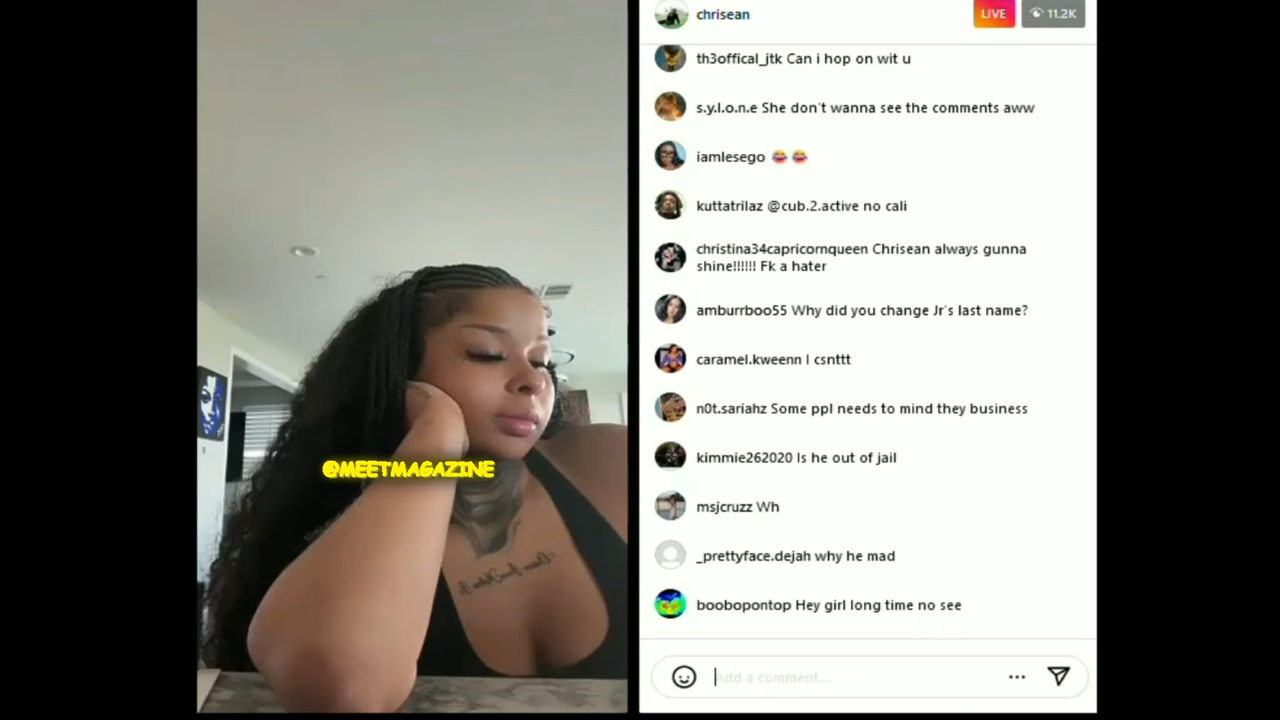 chrisean
LIVE
11.2K
th3offical_jtk Can i hop on wit u
s.y.l.o.n.e She don't wanna see the comments aww
iamlesego 😂 😂
kuttatrilaz @cub.2.active no cali
christina34capricornqueen Chrisean always gunna
shine!!!!!! Fk a hater
amburrboo55 Why did you change Jr's last name?
caramel.kweenn I csnttt
n0t.sariahz Some ppl needs to mind they business
kimmie262020 Is he out of jail
@MEETMAGAZINE
msjcruzz Wh
_prettyface.dejah why he mad
boobopontop Hey girl long time no see
Add a comment...